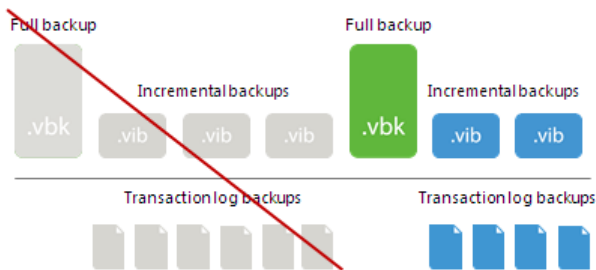 Full backup
Full backup
Incremental backups
Incremental backups
.vbk
.vib
.vib
.vib
.vbk
.vib
.vib
Transaction log backups
Transaction log backups